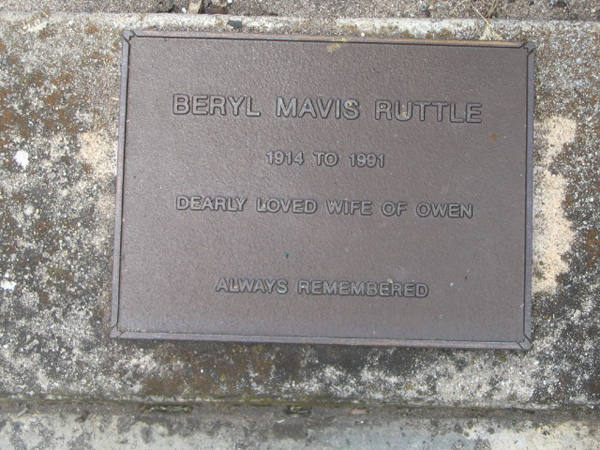 BERYL MAVIS RUTTLE
1914 TO 1991
DEARLY LOVED WIFE OF OWEN
ALWAYS REMEMBERED